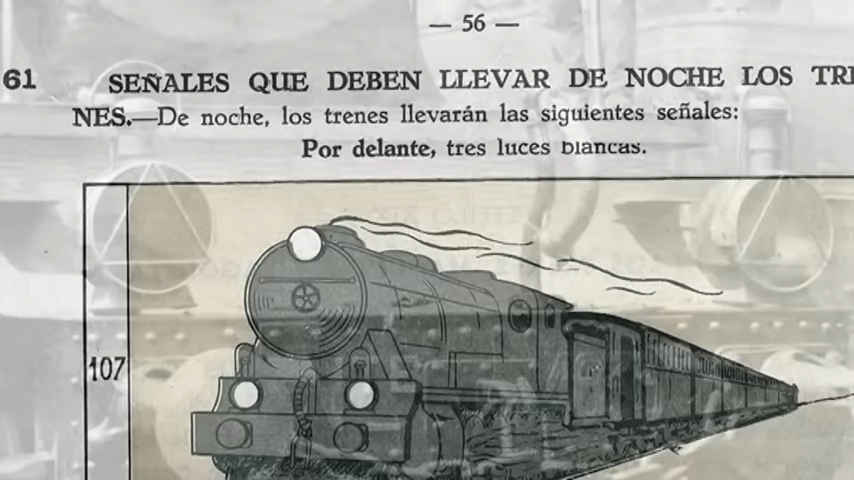 — 56 —
61 SEÑALES QUE DEBEN LLEVAR DE NOCHE LOS TRE
NES.—De noche, los trenes llevarán las siguientes señales:
Por delante, tres luces blancas.
107